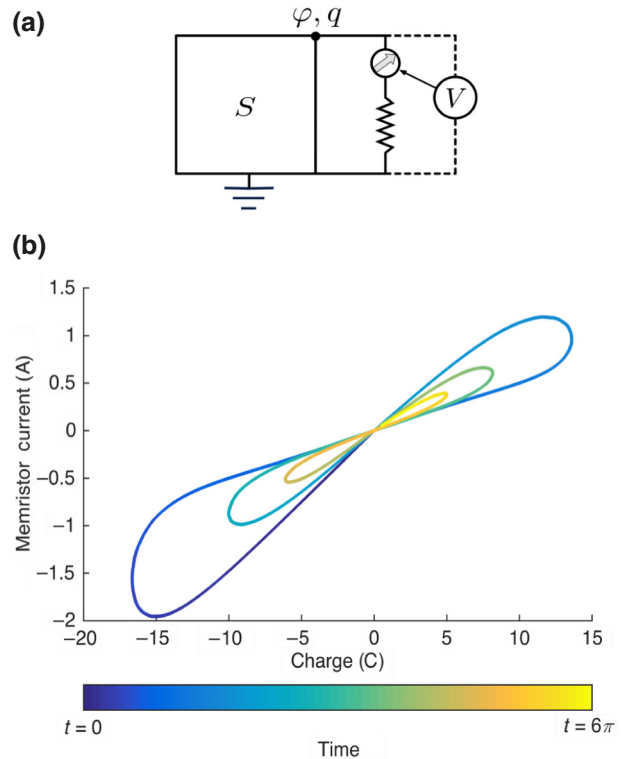 (a)
φ, q
S
V
(b)
Memristor current (A)
1.5
1
0.5
0
−0.5
−1
−1.5
−2
−20 −15 −10 −5 0 5 10 15
Charge (C)
t = 0 t = 6π
Time